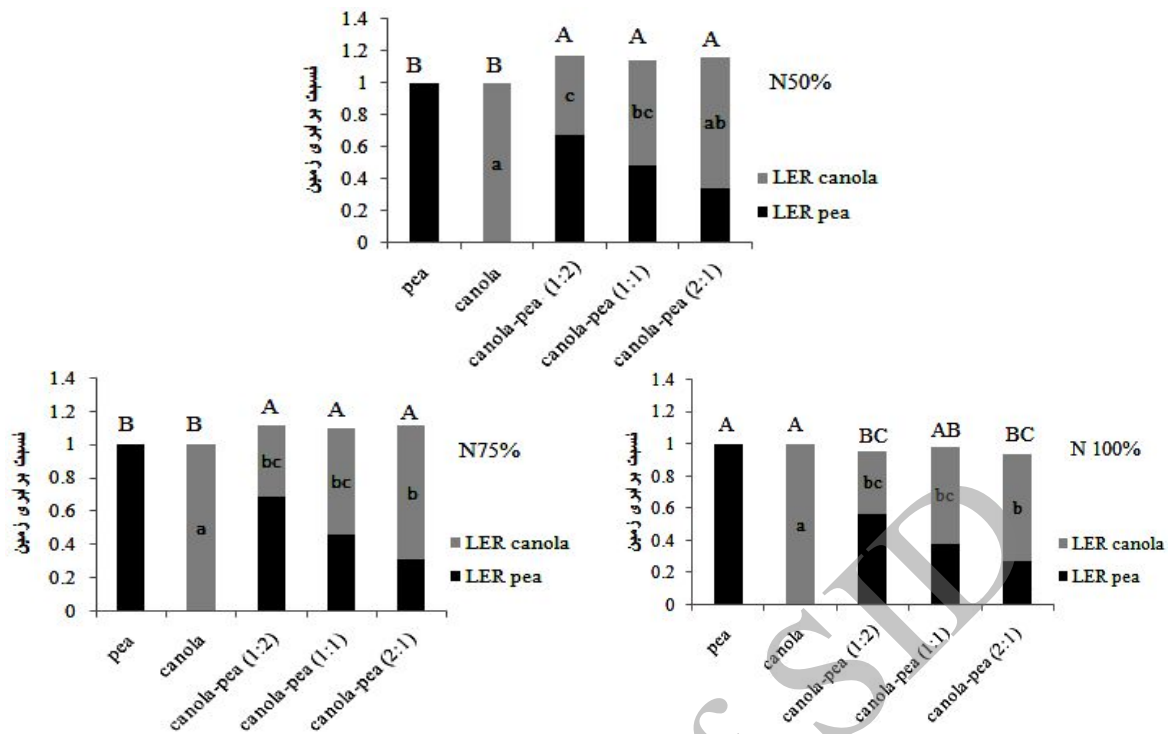 1.4
1.2
1
0.8
0.6
0.4
0.2
0
نسبت برابری زمین
B B A A A
a c bc ab
N50%
LER canola
LER pea
pea
canola
canola-pea (1:2)
canola-pea (1:1)
canola-pea (2:1)
1.4
1.2
1
0.8
0.6
0.4
0.2
0
نسبت برابری زمین
B B A A A
a bc bc b
N75%
LER canola
LER pea
pea
canola
canola-pea (1:2)
canola-pea (1:1)
canola-pea (2:1)
1.4
1.2
1
0.8
0.6
0.4
0.2
0
نسبت برابری زمین
A A BC AB BC
a bc bc b
N 100%
LER canola
LER pea
pea
canola
canola-pea (1:2)
canola-pea (1:1)
canola-pea (2:1)
of SID